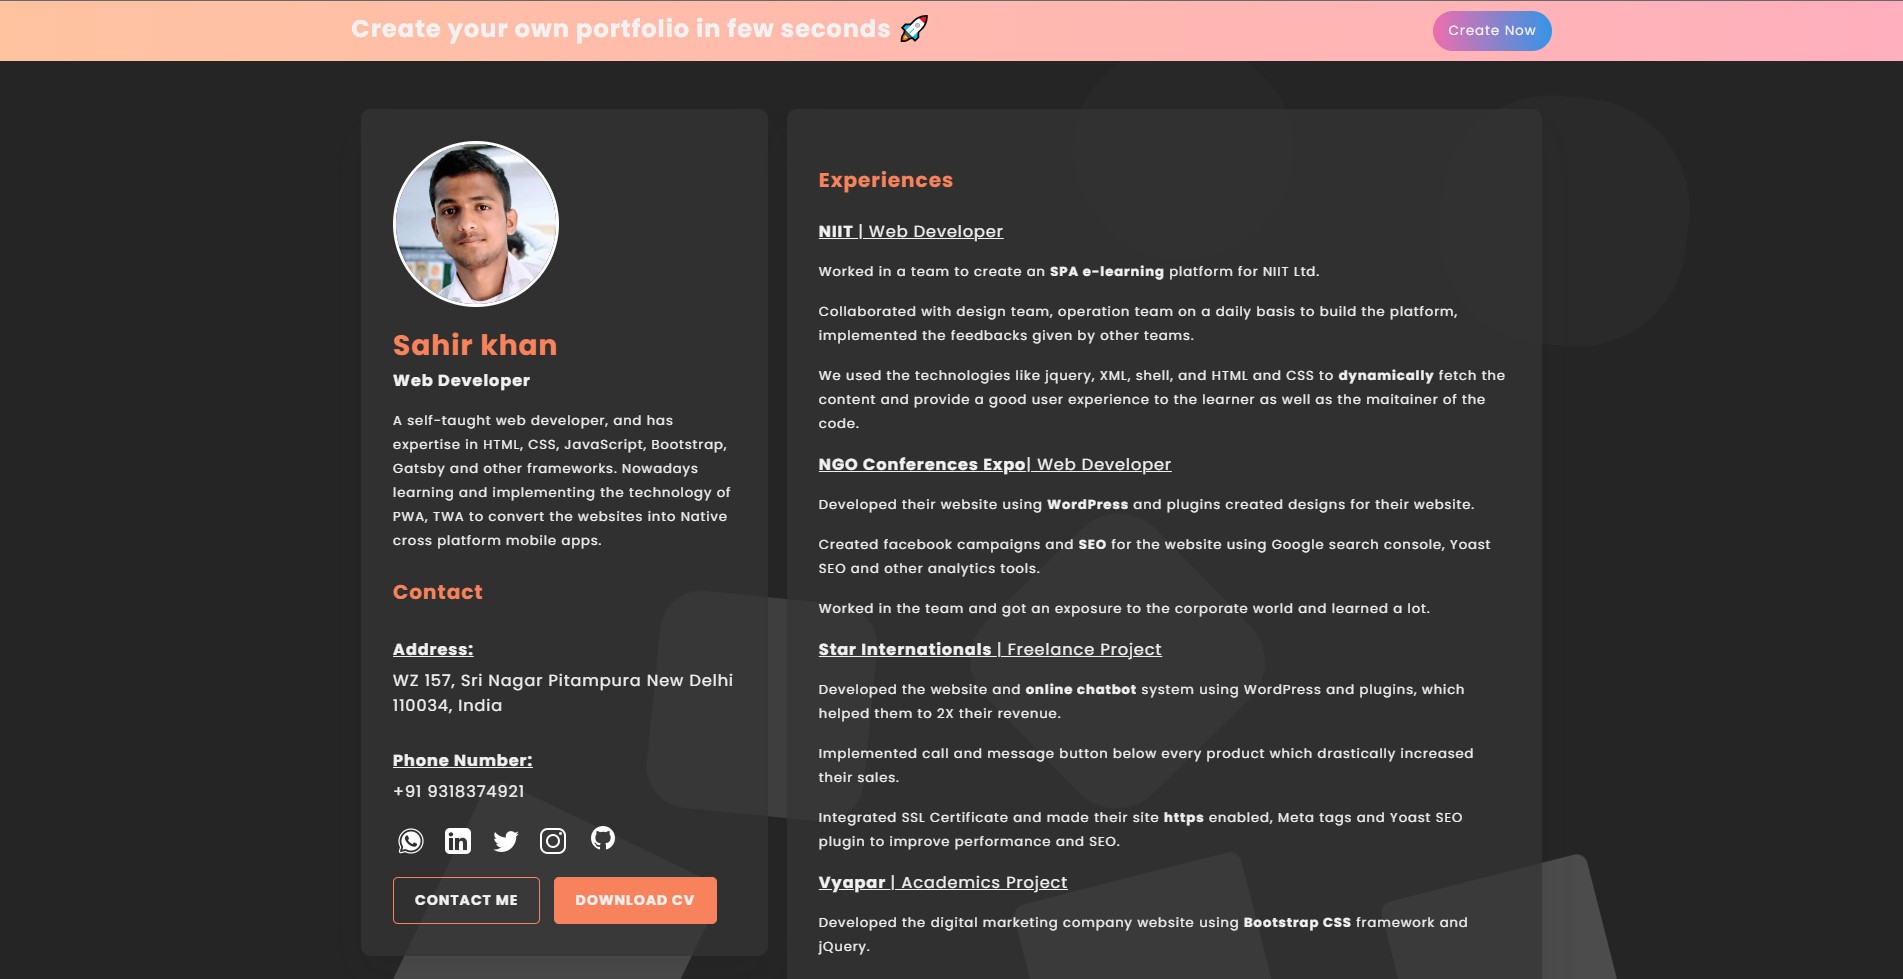 Create your own portfolio in few seconds 🚀
Create Now
Sahir khan
Web Developer
A self-taught web developer, and has
expertise in HTML, CSS, JavaScript, Bootstrap,
Gatsby and other frameworks. Nowadays
learning and implementing the technology of
PWA, TWA to convert the websites into Native
cross platform mobile apps.
Contact
Address:
WZ 157, Sri Nagar Pitampura New Delhi
110034, India
Phone Number:
+91 9318374921
in
CONTACT ME
DOWNLOAD CV
Experiences
NIIT | Web Developer
Worked in a team to create an SPA e-learning platform for NIIT Ltd.
Collaborated with design team, operation team on a daily basis to build the platform,
implemented the feedbacks given by other teams.
We used the technologies like jquery, XML, shell, and HTML and CSS to dynamically fetch the
content and provide a good user experience to the learner as well as the maitainer of the
code.
NGO Conferences Expo| Web Developer
Developed their website using WordPress and plugins created designs for their website.
Created facebook campaigns and SEO for the website using Google search console, Yoast
SEO and other analytics tools.
Worked in the team and got an exposure to the corporate world and learned a lot.
Star Internationals | Freelance Project
Developed the website and online chatbot system using WordPress and plugins, which
helped them to 2X their revenue.
Implemented call and message button below every product which drastically increased
their sales.
Integrated SSL Certificate and made their site https enabled, Meta tags and Yoast SEO
plugin to improve performance and SEO.
Vyapar | Academics Project
Developed the digital marketing company website using Bootstrap CSS framework and
jQuery.